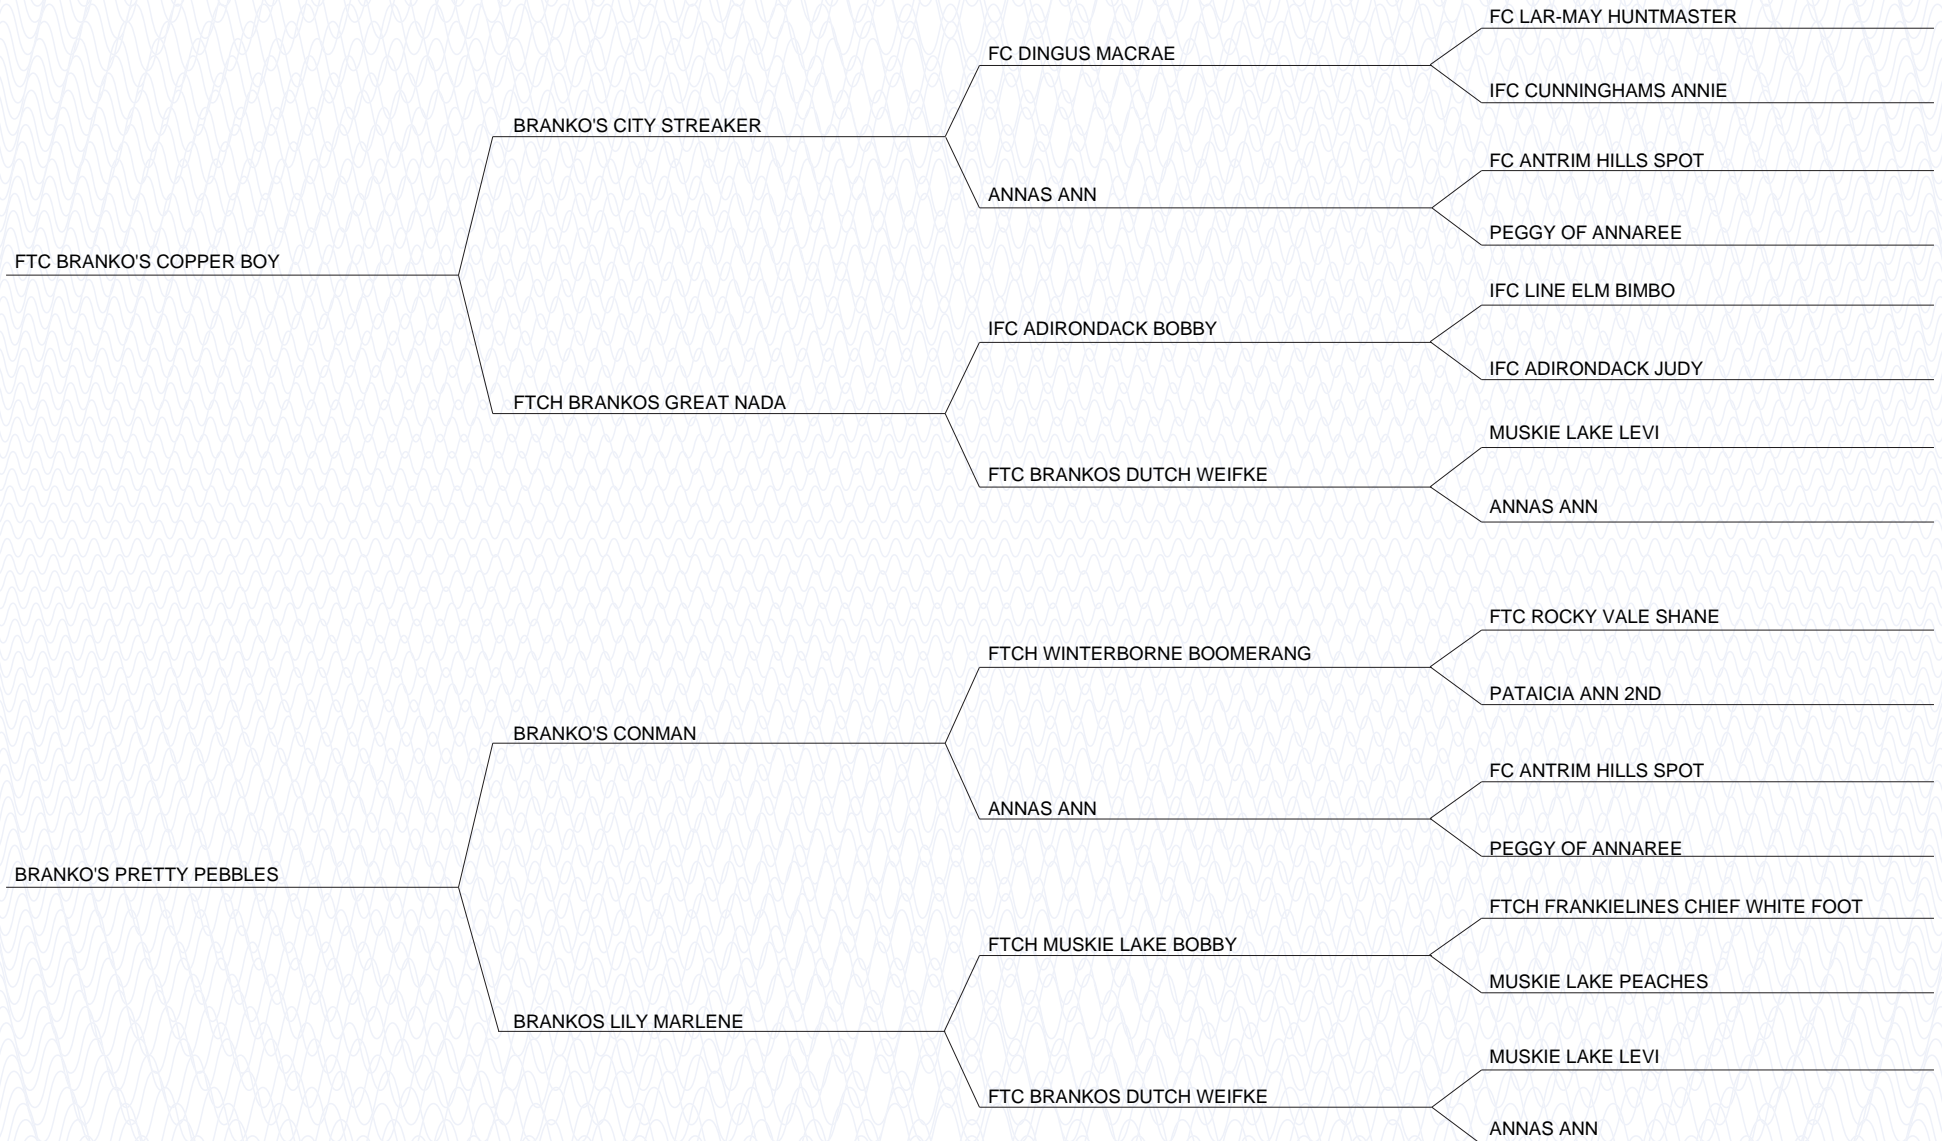 FC LAR-MAY HUNTMASTER
FC DINGUS MACRAE
IFC CUNNINGHAMS ANNIE
BRANKO'S CITY STREAKER
FC ANTRIM HILLS SPOT
ANNAS ANN
PEGGY OF ANNAREE
FTC BRANKO'S COPPER BOY
IFC LINE ELM BIMBO
IFC ADIRONDACK BOBBY
IFC ADIRONDACK JUDY
FTCH BRANKOS GREAT NADA
MUSKIE LAKE LEVI
FTC BRANKOS DUTCH WEIFKE
ANNAS ANN
FTC ROCKY VALE SHANE
FTCH WINTERBORNE BOOMERANG
PATAICIA ANN 2ND
BRANKO'S CONMAN
FC ANTRIM HILLS SPOT
ANNAS ANN
PEGGY OF ANNAREE
BRANKO'S PRETTY PEBBLES
FTCH FRANKIELINES CHIEF WHITE FOOT
FTCH MUSKIE LAKE BOBBY
MUSKIE LAKE PEACHES
BRANKOS LILY MARLENE
MUSKIE LAKE LEVI
FTC BRANKOS DUTCH WEIFKE
ANNAS ANN